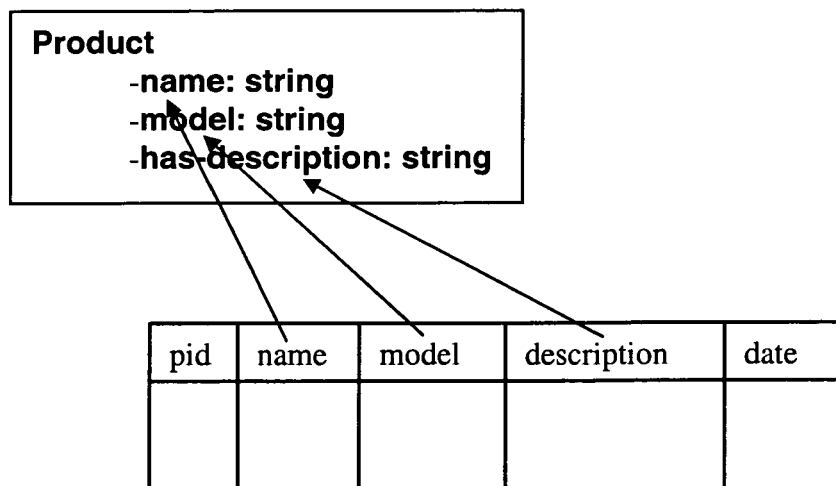 Product
-name: string
-model: string
-has-description: string
pid name model description date